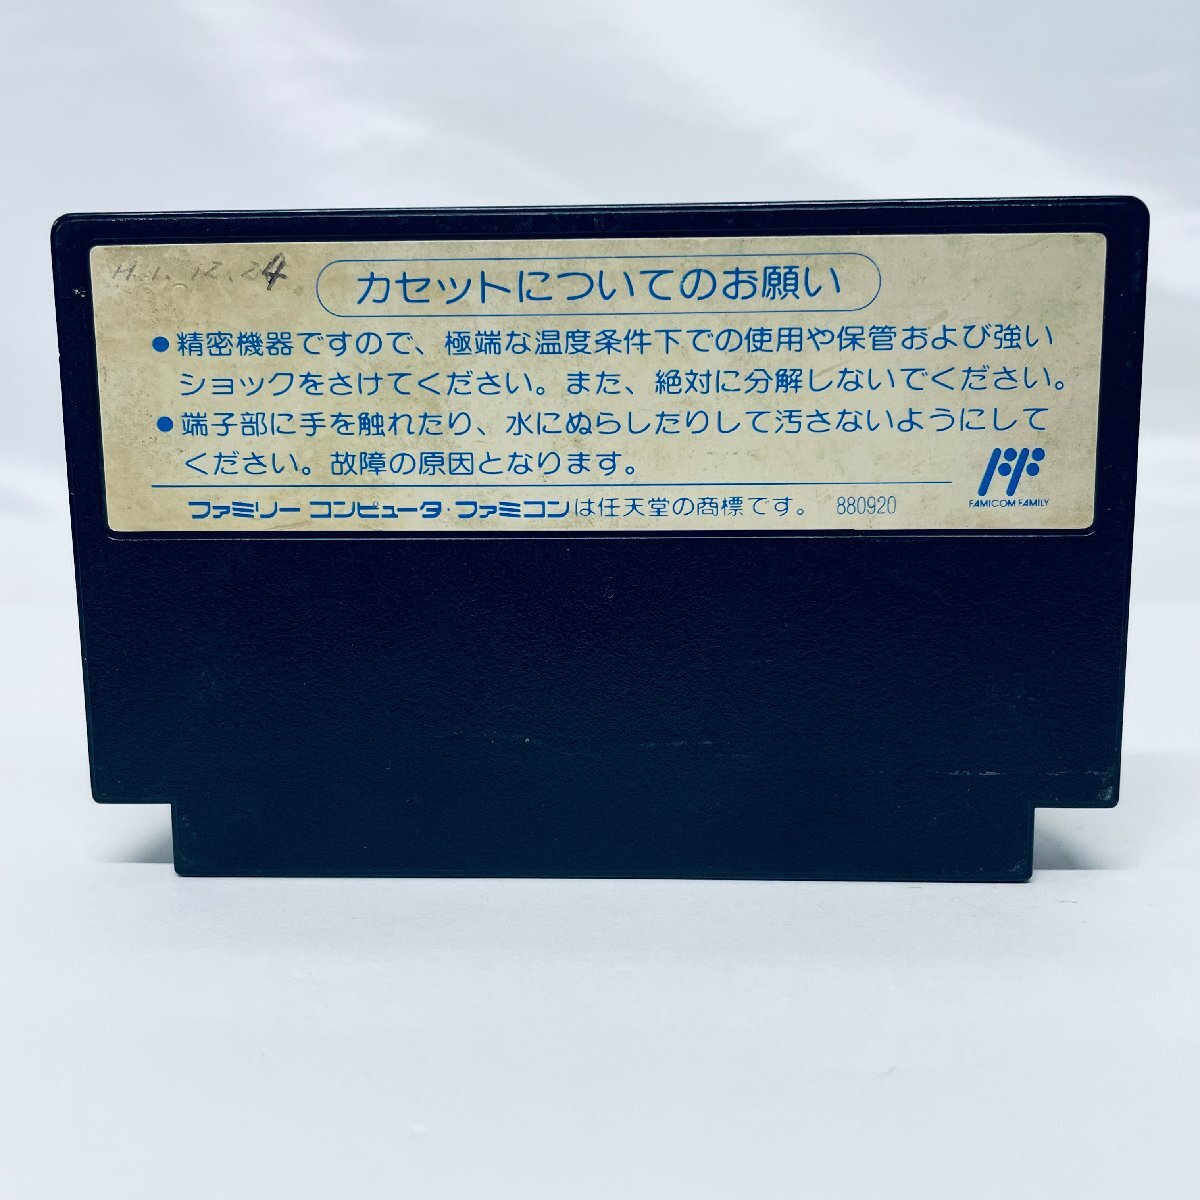 H.1.12.24
カセットについてのお願い
●精密機器ですので、極端な温度条件下での使用や保管および強い
ショックをさけてください。また、絶対に分解しないでください。
●端子部に手を触れたり、水にぬらしたりして汚さないようにして
ください。故障の原因となります。
ファミリーコンピュータ・ファミコンは任天堂の商標です。 880920
FAMICOM FAMILY